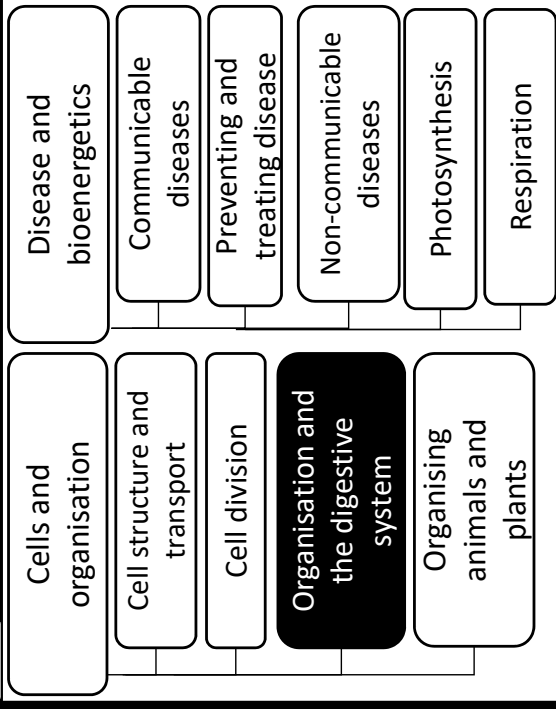 Cells and
organisation
Cell structure and
transport
Cell division
Organisation and
the digestive
system
Organising
animals and
plants
Disease and
bioenergetics
Communicable
diseases
Preventing and
treating disease
Non-communicable
diseases
Photosynthesis
Respiration